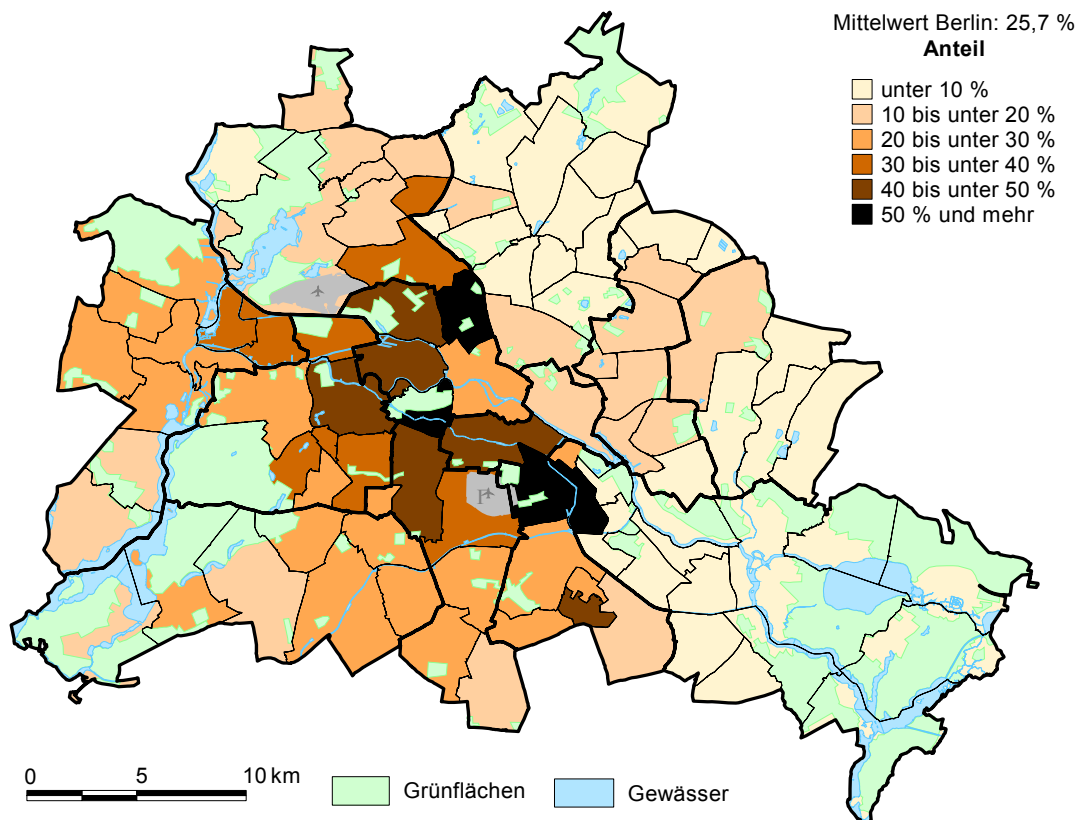 Mittelwert Berlin: 25,7 %
Anteil
unter 10 %
10 bis unter 20 %
20 bis unter 30 %
30 bis unter 40 %
40 bis unter 50 %
50 % und mehr
0 5 10 km
Grünflächen
Gewässer